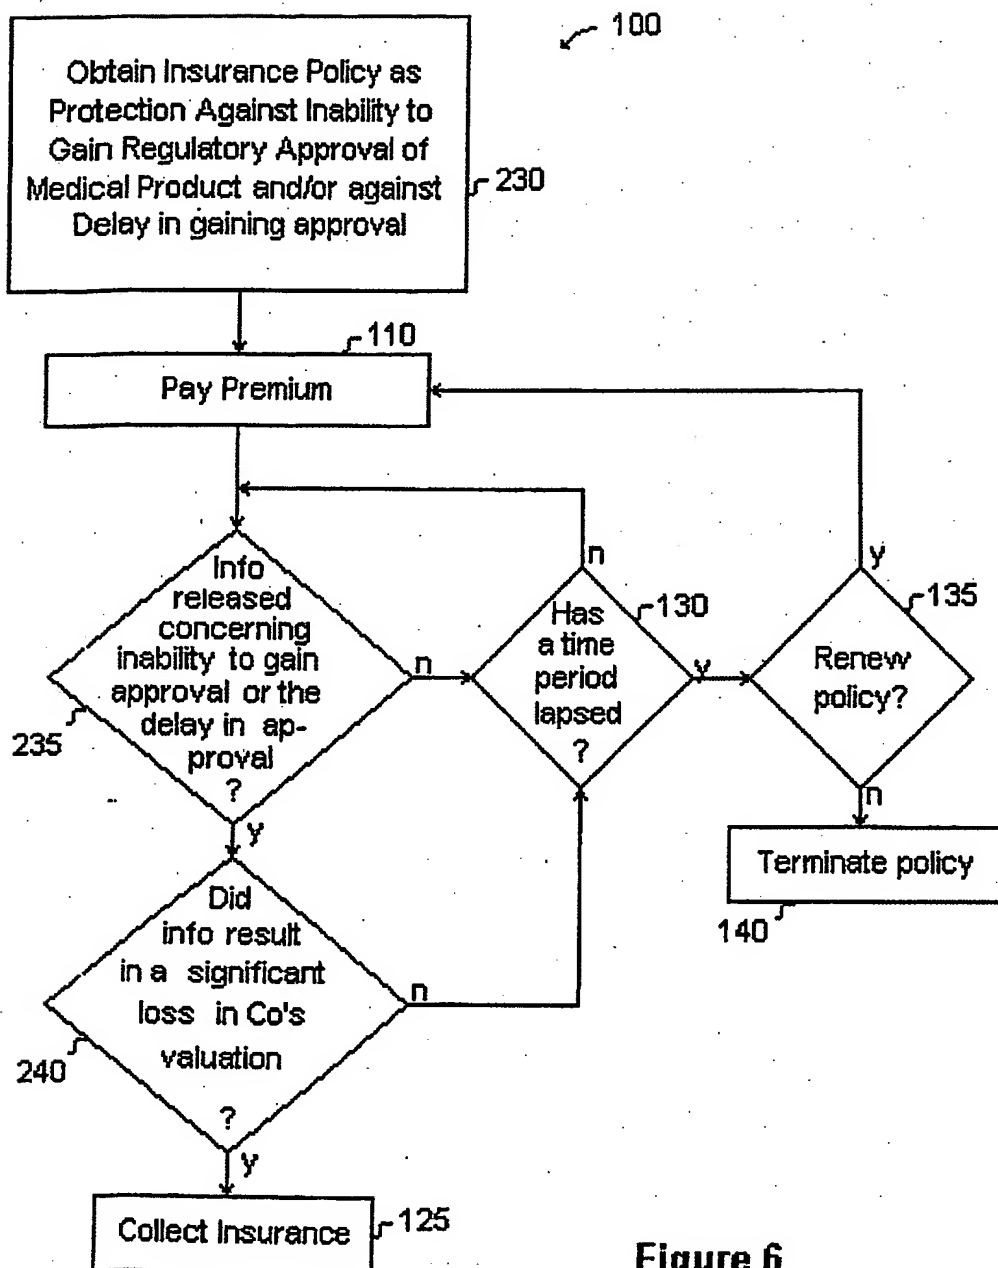 100
Obtain Insurance Policy as
Protection Against Inability to
Gain Regulatory Approval of
Medical Product and/or against
Delay in gaining approval
230
110
Pay Premium
Info
released
concerning
inability to gain
approval or the
delay in ap-
proval
?
235
n
y
Has
a time
period
lapsed
?
130
n
y
Renew
policy?
135
y
n
Terminate policy
140
Did
info result
in a significant
loss in Co's
valuation
?
240
n
y
Collect Insurance
125
Figure 6